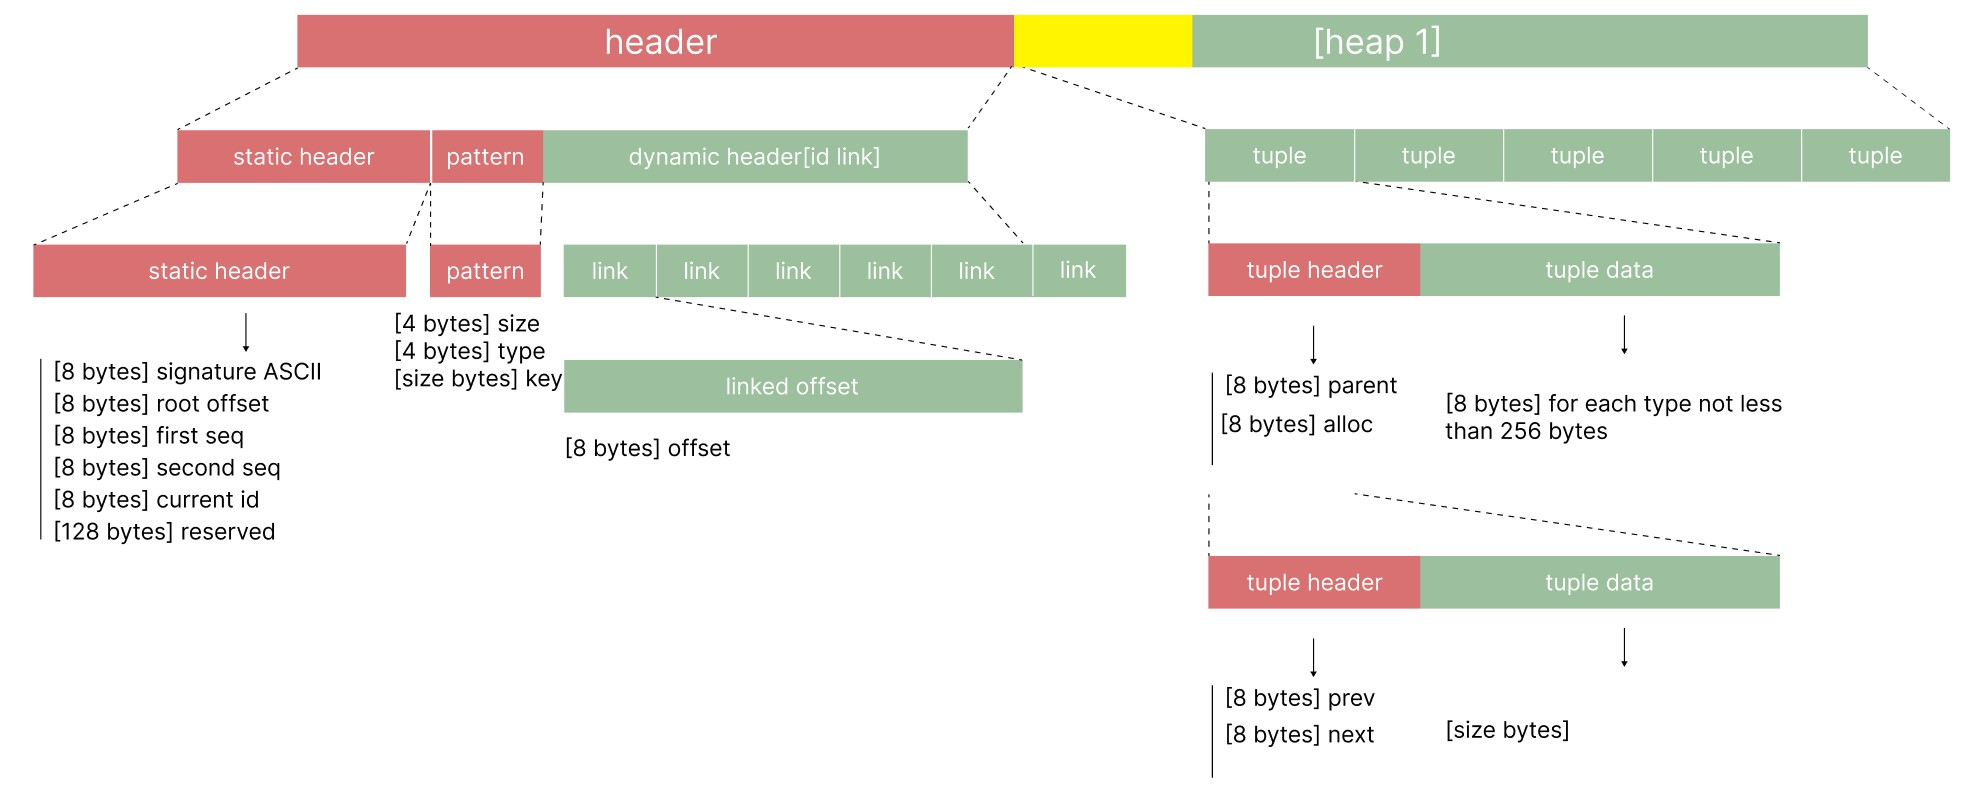 header
[heap 1]
static header
pattern
dynamic header[id link]
tuple
tuple
tuple
tuple
tuple
static header
pattern
link
link
link
link
link
link
tuple header
tuple data
[8 bytes] signature ASCII
[8 bytes] root offset
[8 bytes] first seq
[8 bytes] second seq
[8 bytes] current id
[128 bytes] reserved
[4 bytes] size
[4 bytes] type
[size bytes] key
linked offset
[8 bytes] offset
[8 bytes] parent
[8 bytes] alloc
[8 bytes] for each type not less
than 256 bytes
tuple header
tuple data
[8 bytes] prev
[8 bytes] next
[size bytes]